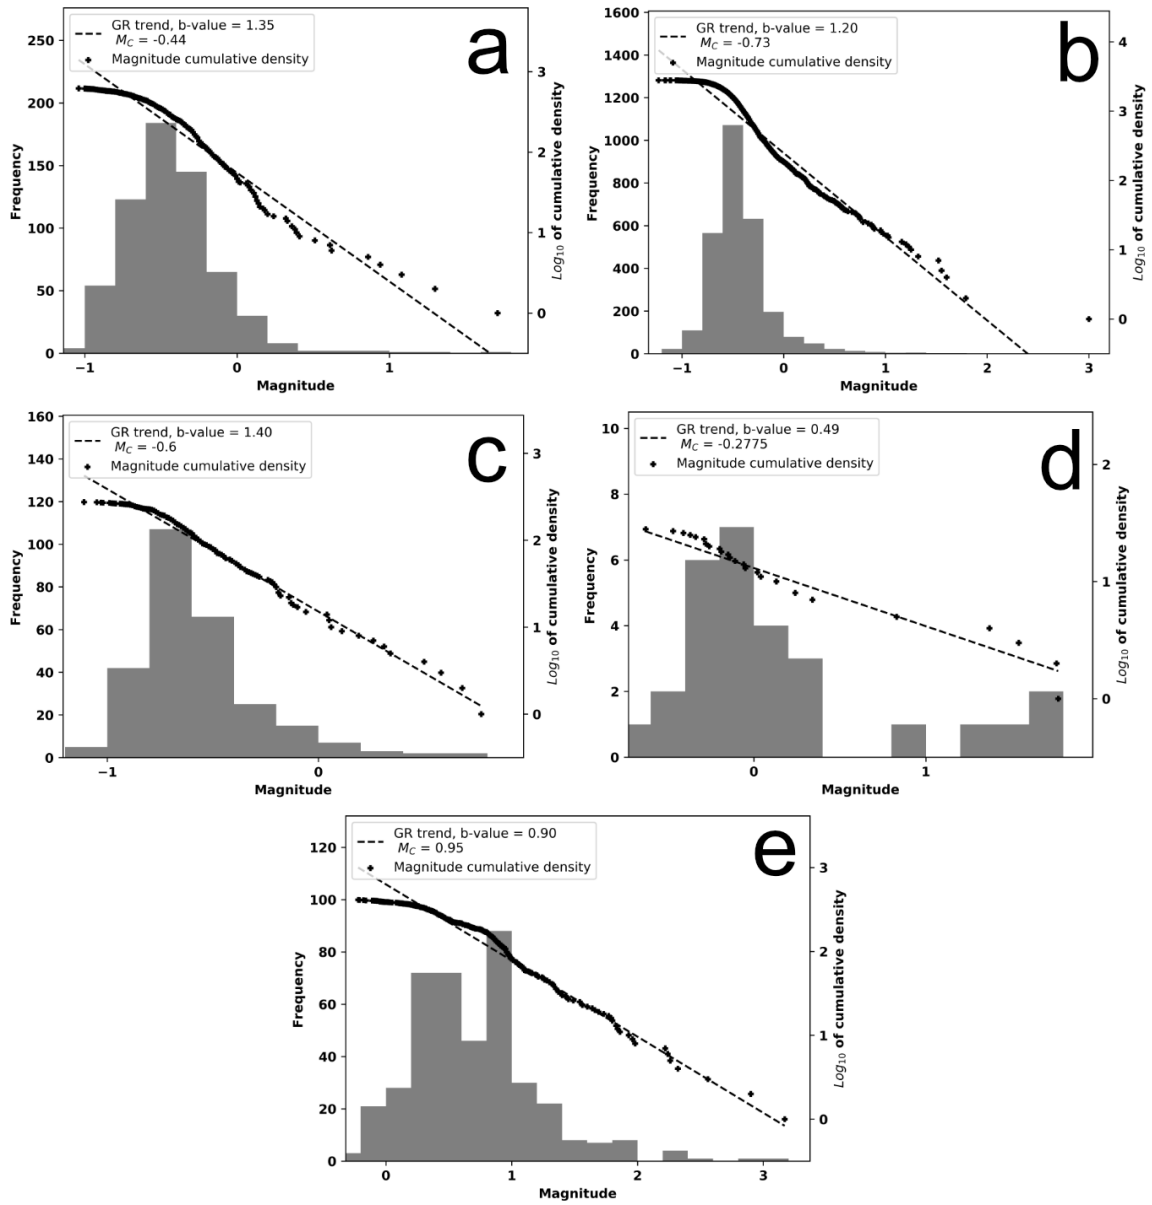 a
GR trend, b-value = 1.35
M_C = -0.44
Magnitude cumulative density
250
200
150
100
50
0
Frequency
3
2
1
0
Log₁₀ of cumulative density
−1 0 1
Magnitude
b
GR trend, b-value = 1.20
M_C = -0.73
Magnitude cumulative density
1600
1400
1200
1000
800
600
400
200
0
Frequency
4
3
2
1
0
Log₁₀ of cumulative density
−1 0 1 2 3
Magnitude
c
GR trend, b-value = 1.40
M_C = -0.6
Magnitude cumulative density
160
140
120
100
80
60
40
20
0
Frequency
3
2
1
0
Log₁₀ of cumulative density
−1 0
Magnitude
d
GR trend, b-value = 0.49
M_C = -0.2775
Magnitude cumulative density
10
8
6
4
2
0
Frequency
2
1
0
Log₁₀ of cumulative density
0 1
Magnitude
e
GR trend, b-value = 0.90
M_C = 0.95
Magnitude cumulative density
120
100
80
60
40
20
0
Frequency
3
2
1
0
Log₁₀ of cumulative density
0 1 2 3
Magnitude